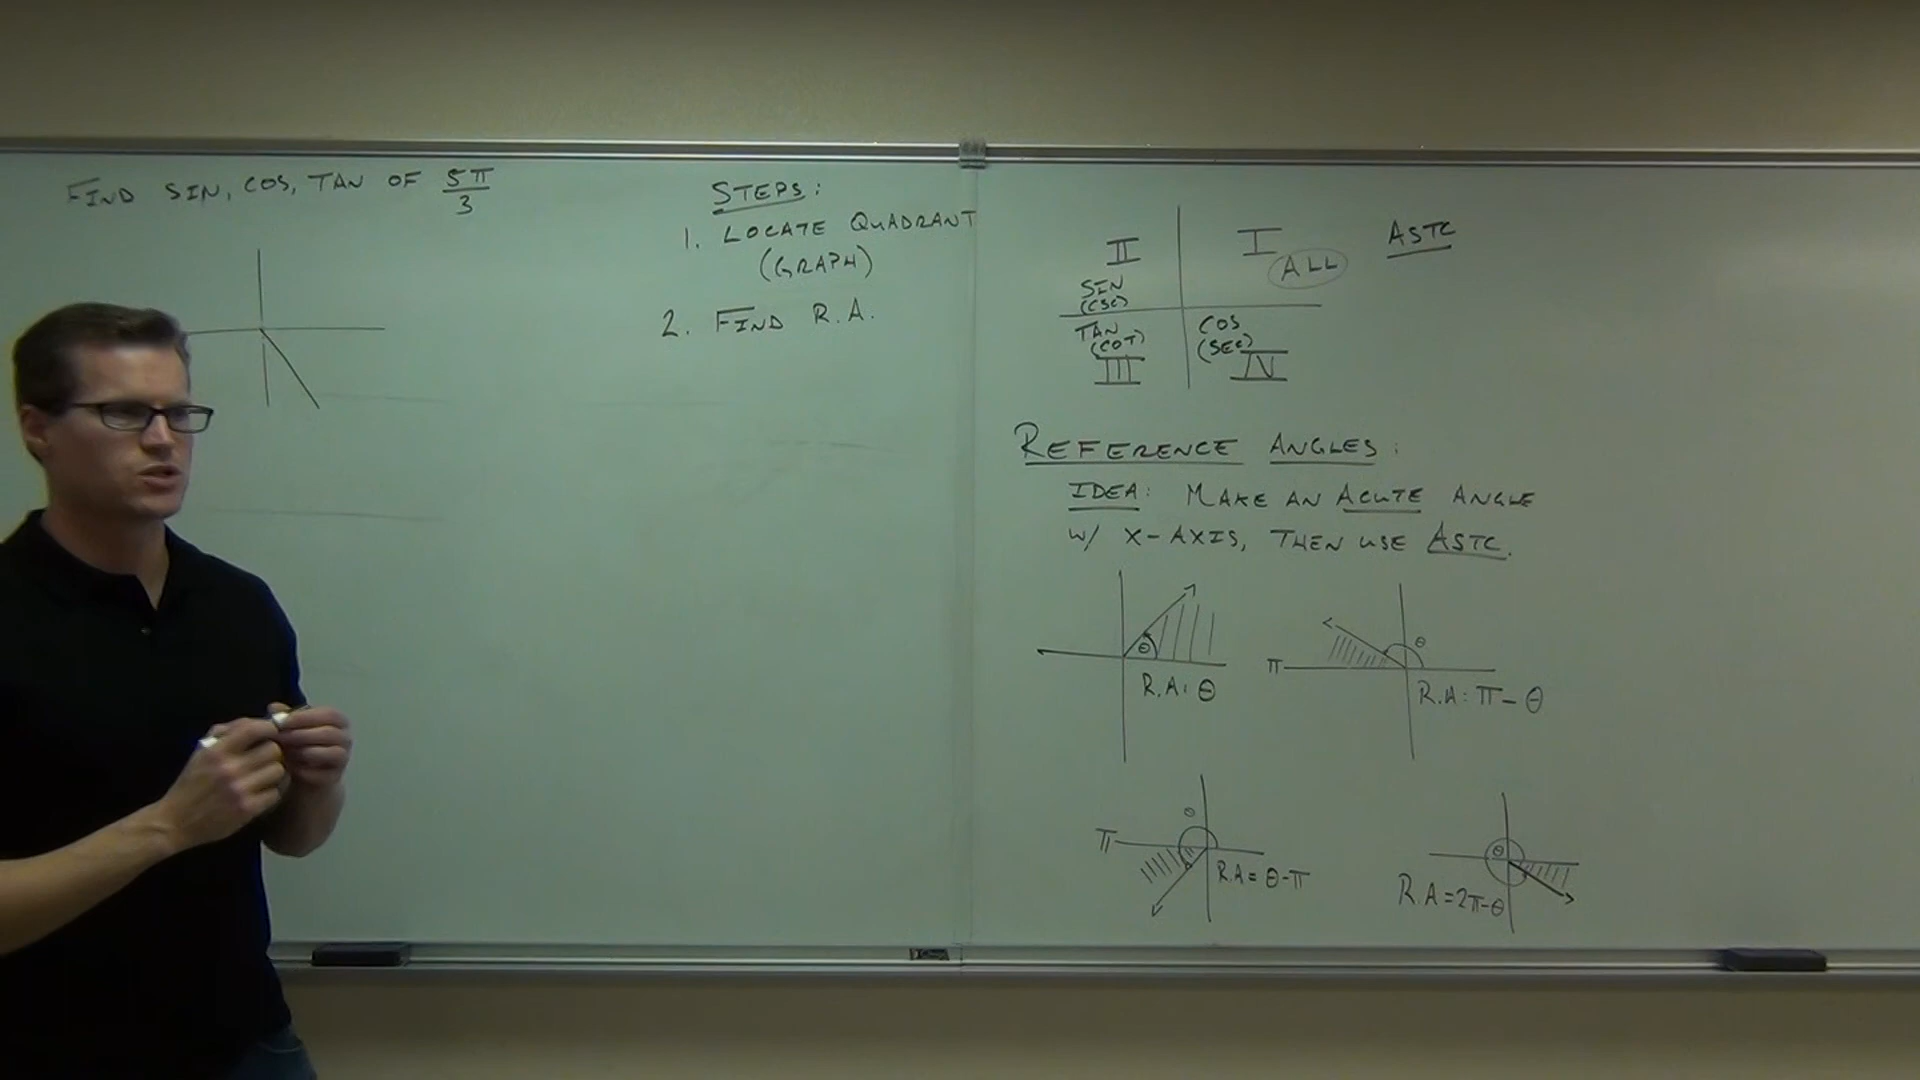 FIND SIN, COS, TAN OF 5π/3
STEPS:
1. LOCATE QUADRANT
(GRAPH)
2. FIND R.A.
II
I
ALL
ASTC
SIN
(CSC)
TAN
(COT)
III
COS
(SEC)
IV
REFERENCE ANGLES:
IDEA: MAKE AN ACUTE ANGLE
W/ X-AXIS, THEN USE ASTC.
θ
R.A: θ
π
θ
R.A: π - θ
π
θ
R.A = θ-π
θ
R.A = 2π-θ